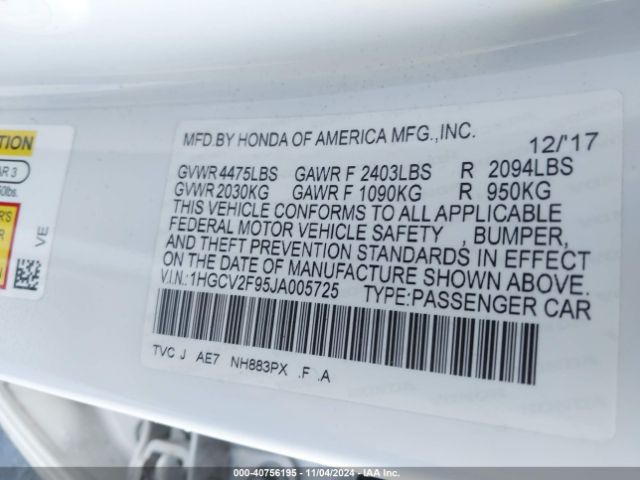 MFD.BY HONDA OF AMERICA MFG.,INC. 12/'17
GVWR 4475LBS GAWR F 2403LBS R 2094LBS
GVWR 2030KG GAWR F 1090KG R 950KG
THIS VEHICLE CONFORMS TO ALL APPLICABLE
FEDERAL MOTOR VEHICLE SAFETY , BUMPER,
AND THEFT PREVENTION STANDARDS IN EFFECT
ON THE DATE OF MANUFACTURE SHOWN ABOVE.
V.I.N.:1HGCV2F95JA005725 TYPE:PASSENGER CAR
TVC J AE7 NH883PX .F .A
VE
000-40756195 - 11/04/2024 - IAAI Inc.